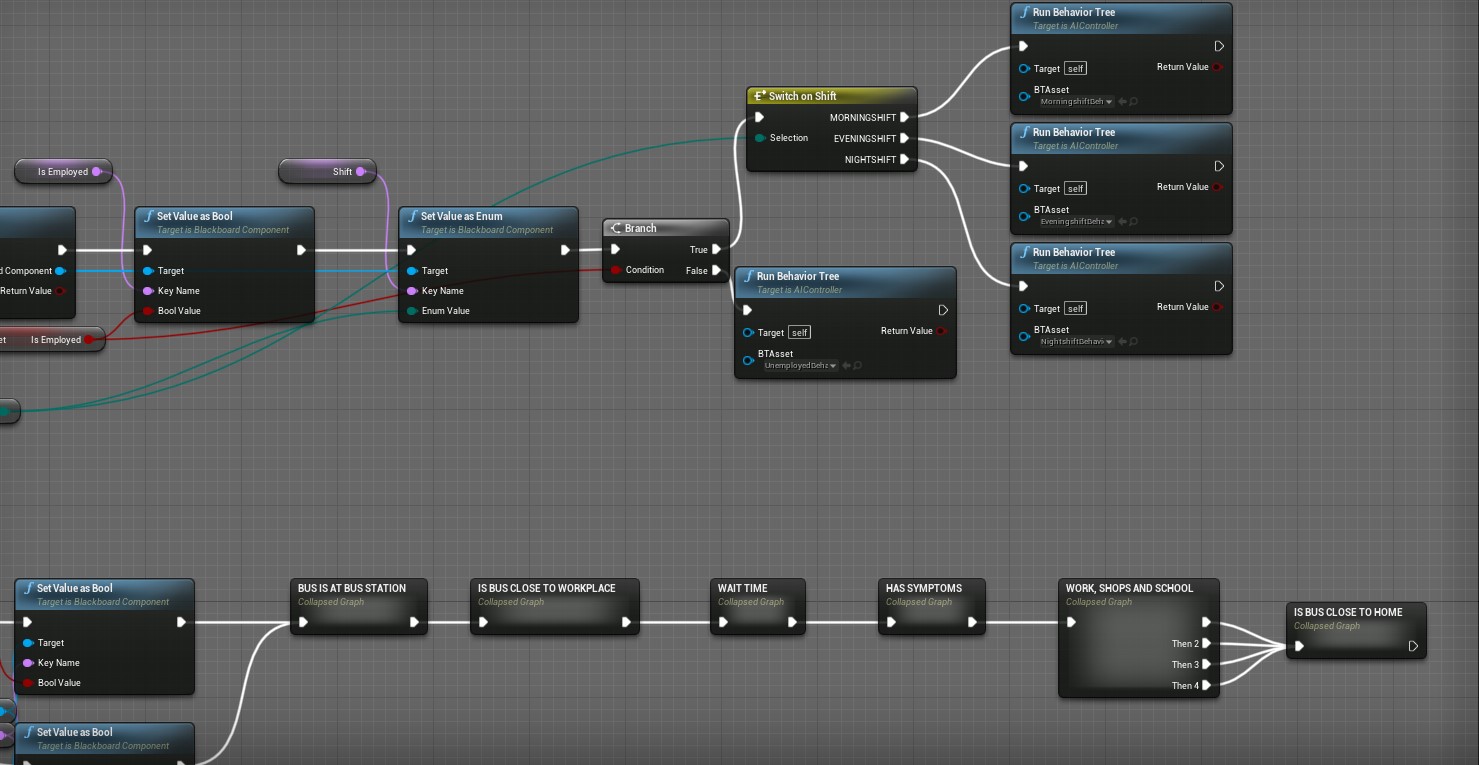 Run Behavior Tree
Target is AIController
Target self
Return Value
BTAsset
MorningshiftBeh
Switch on Shift
MORNINGSHIFT
Selection
EVENINGSHIFT
NIGHTSHIFT
Run Behavior Tree
Target is AIController
Target self
Return Value
BTAsset
EveningshiftBeha
Is Employed
Shift
Set Value as Bool
Target is Blackboard Component
Target
Key Name
Bool Value
Set Value as Enum
Target is Blackboard Component
Target
Key Name
Enum Value
Branch
True
Condition
False
Run Behavior Tree
Target is AIController
Target self
Return Value
BTAsset
NightshiftBehavi
d Component
Return Value
et Is Employed
Run Behavior Tree
Target is AIController
Target self
Return Value
BTAsset
UnemployedBeha
Set Value as Bool
Target is Blackboard Component
Target
Key Name
Bool Value
BUS IS AT BUS STATION
Collapsed Graph
IS BUS CLOSE TO WORKPLACE
Collapsed Graph
WAIT TIME
Collapsed Graph
HAS SYMPTOMS
Collapsed Graph
WORK, SHOPS AND SCHOOL
Collapsed Graph
Then 2
Then 3
Then 4
IS BUS CLOSE TO HOME
Collapsed Graph
Set Value as Bool
Target is Blackboard Component